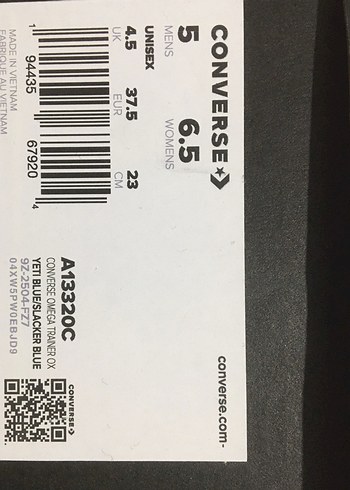 CONVERSE
converse.com-
5 6.5
MENS WOMENS
UNISEX
4.5 37.5 23
UK EUR CM
1 94435 67920 4
MADE IN VIETNAM
FABRIQUE AU VIETNAM
A13320C
CONVERSE OMEGA TRAINER OX
YETI BLUE/SLACKER BLUE
9Z-2504-FZ7
04XW5PW0EBJD9
CONVERSE